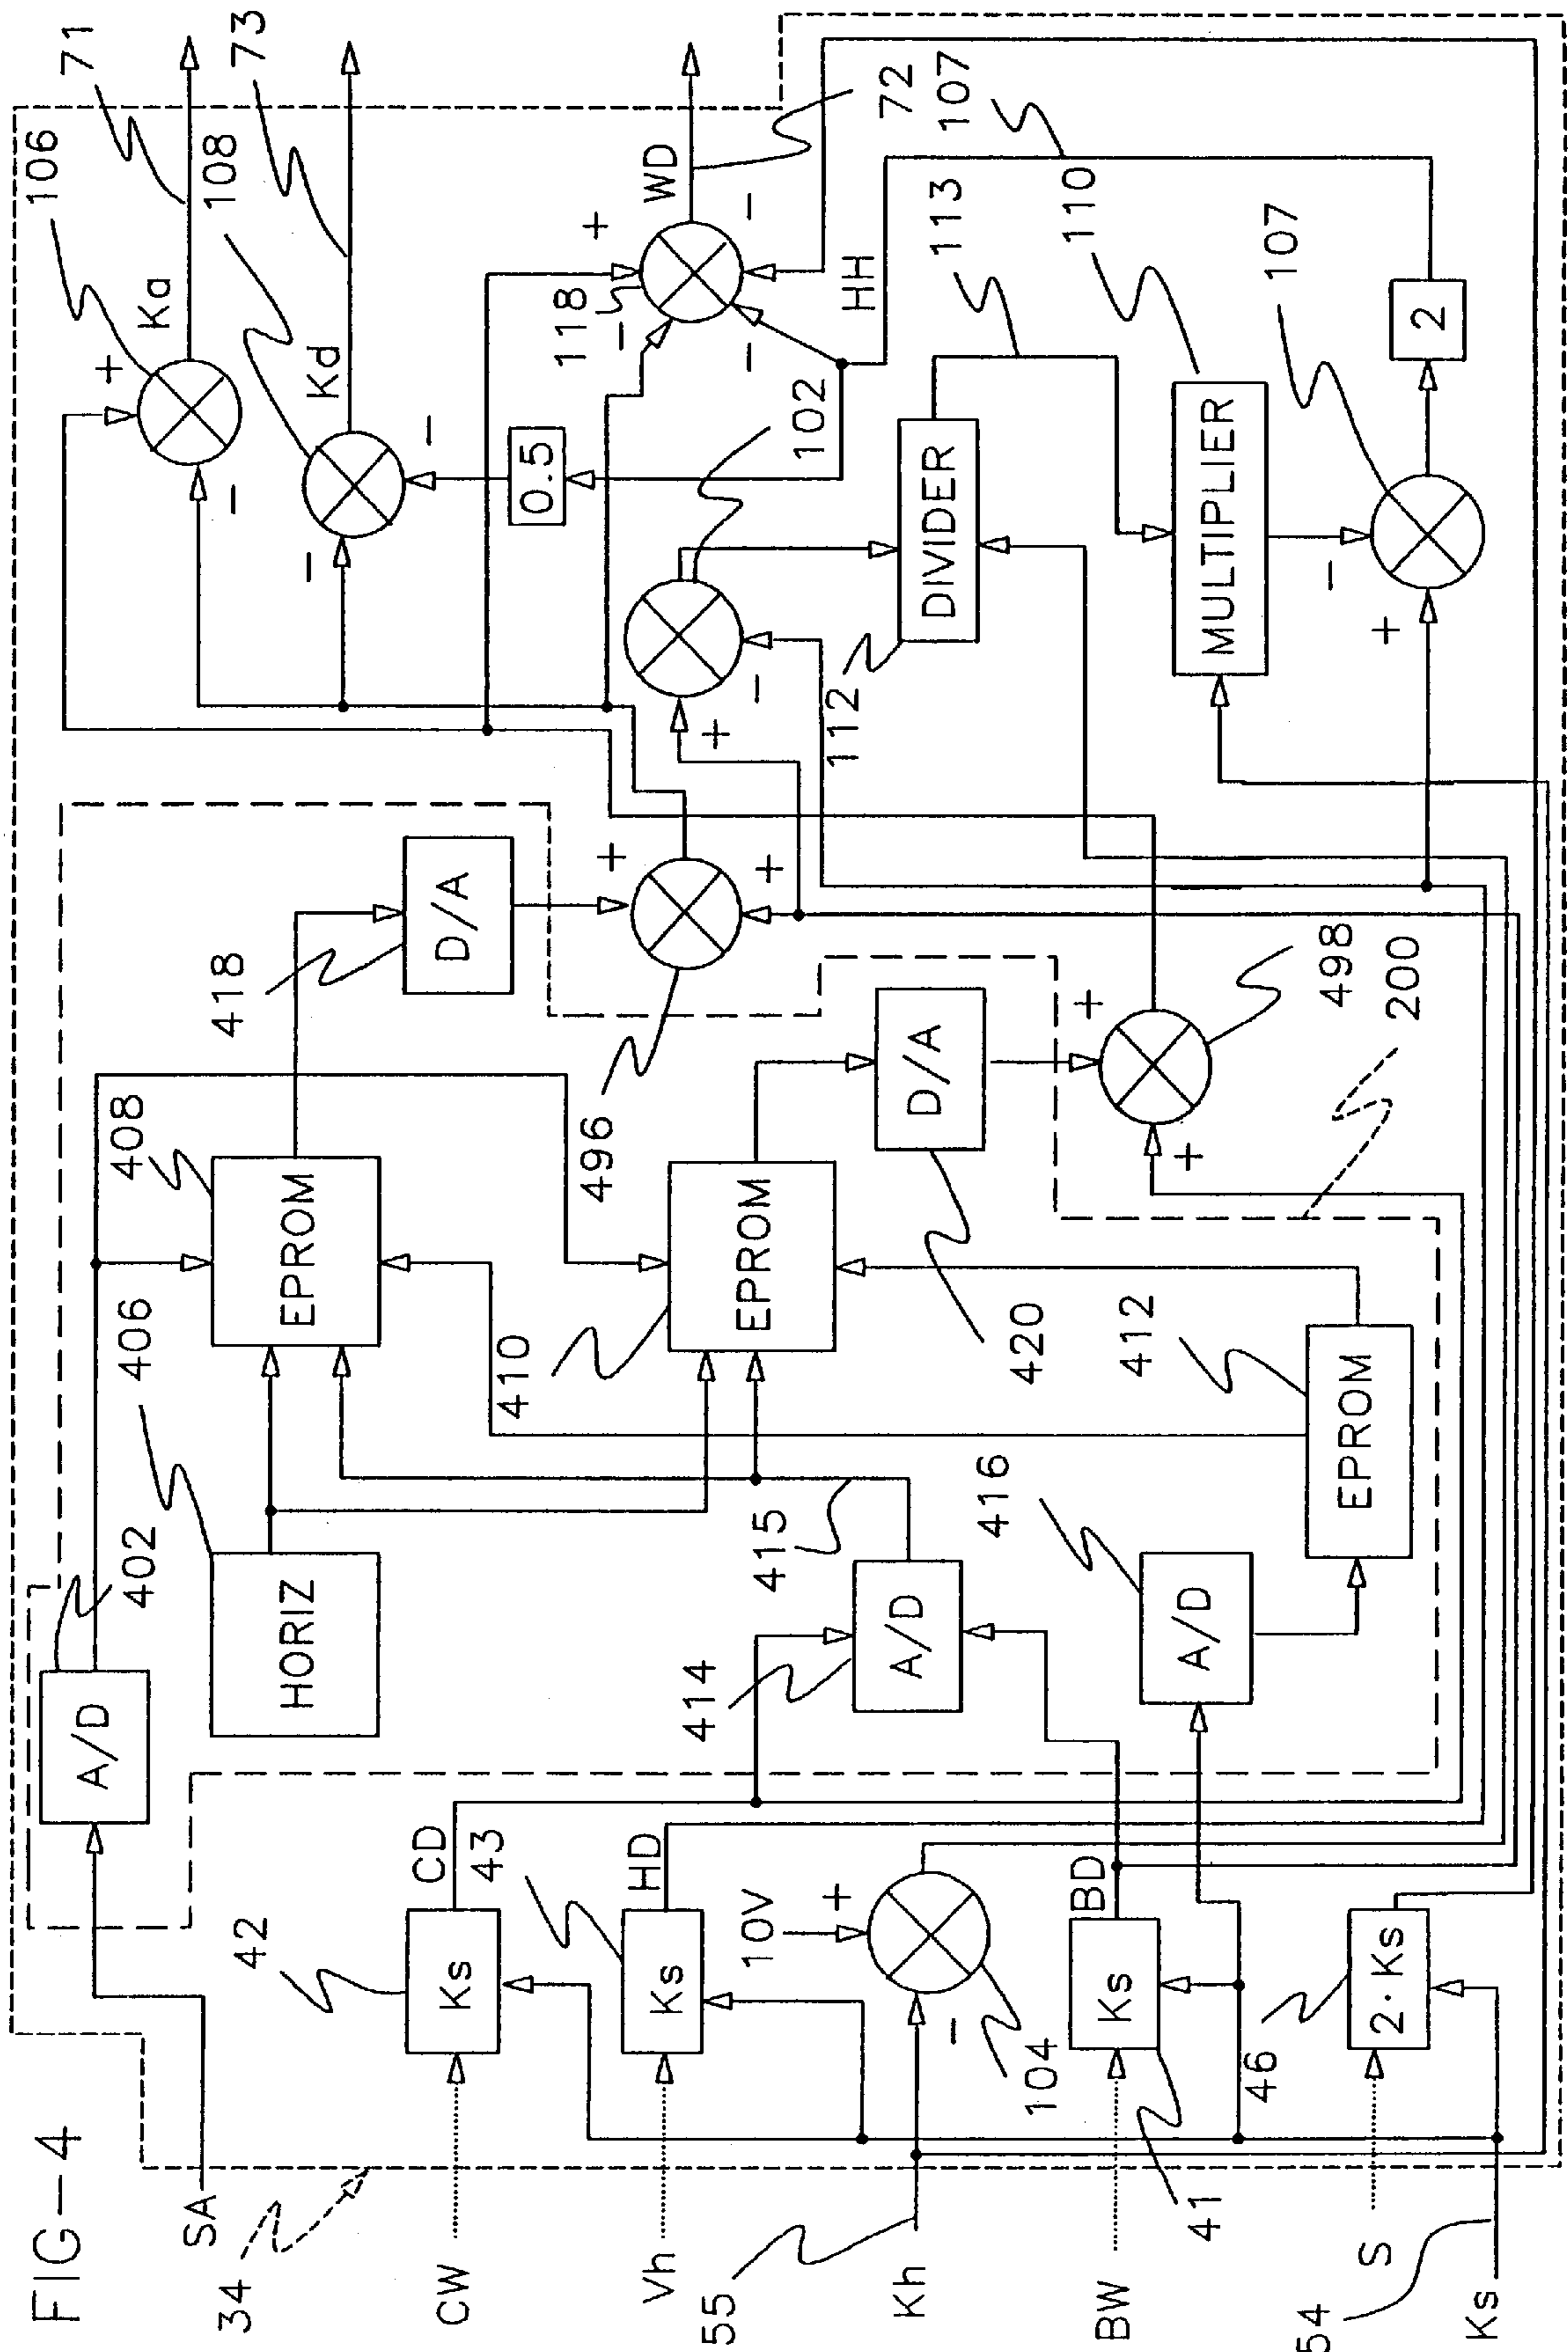 FIG-4
34
SA
CW
Vh
55
Kh
BW
41
S
54
Ks
A/D
402
HORIZ
406
42
Ks
CD
43
Ks
HD
10V
+
-
104
Ks
BD
46
2·Ks
414
A/D
415
416
A/D
412
EPROM
408
EPROM
410
EPROM
418
D/A
420
D/A
496
+
+
498
+
+
200
106
+
-
Ka
71
108
-
-
Kd
73
0.5
118
+
-
-
-
WD
72
HH
102
+
-
112
DIVIDER
113
107
MULTIPLIER
110
107
+
-
2